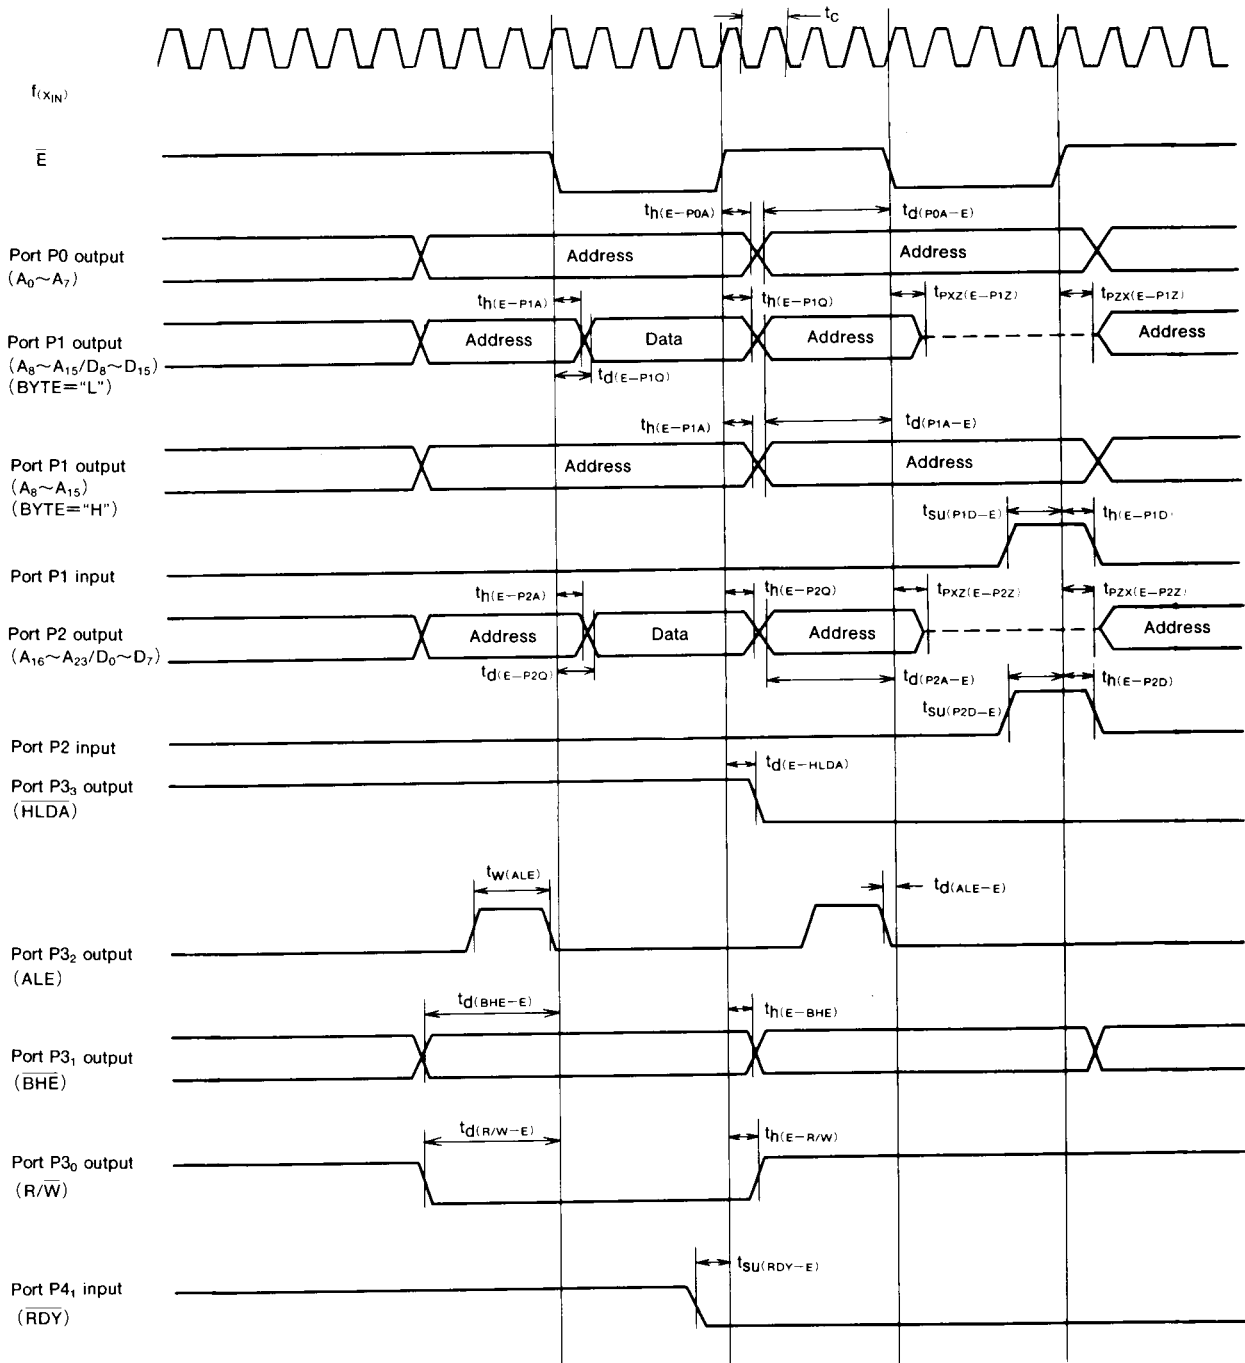 tC
f(XIN)
E̅
th(E−P0A)
td(P0A−E)
Port P0 output
(A0～A7)
Address
Address
th(E−P1A)
th(E−P1Q)
tPXZ(E−P1Z)
tPZX(E−P1Z)
Port P1 output
(A8～A15/D8～D15)
(BYTE="L")
Address
Data
Address
Address
td(E−P1Q)
th(E−P1A)
td(P1A−E)
Port P1 output
(A8～A15)
(BYTE="H")
Address
Address
tSU(P1D−E)
th(E−P1D)
Port P1 input
th(E−P2A)
th(E−P2Q)
tPXZ(E−P2Z)
tPZX(E−P2Z)
Port P2 output
(A16～A23/D0～D7)
Address
Data
Address
Address
td(E−P2Q)
td(P2A−E)
th(E−P2D)
tSU(P2D−E)
Port P2 input
td(E−HLDA)
Port P33 output
(H̅L̅D̅A̅)
tW(ALE)
td(ALE−E)
Port P32 output
(ALE)
td(BHE−E)
th(E−BHE)
Port P31 output
(B̅H̅E̅)
td(R/W−E)
th(E−R/W)
Port P30 output
(R/W̅)
tSU(RDY−E)
Port P41 input
(R̅D̅Y̅)